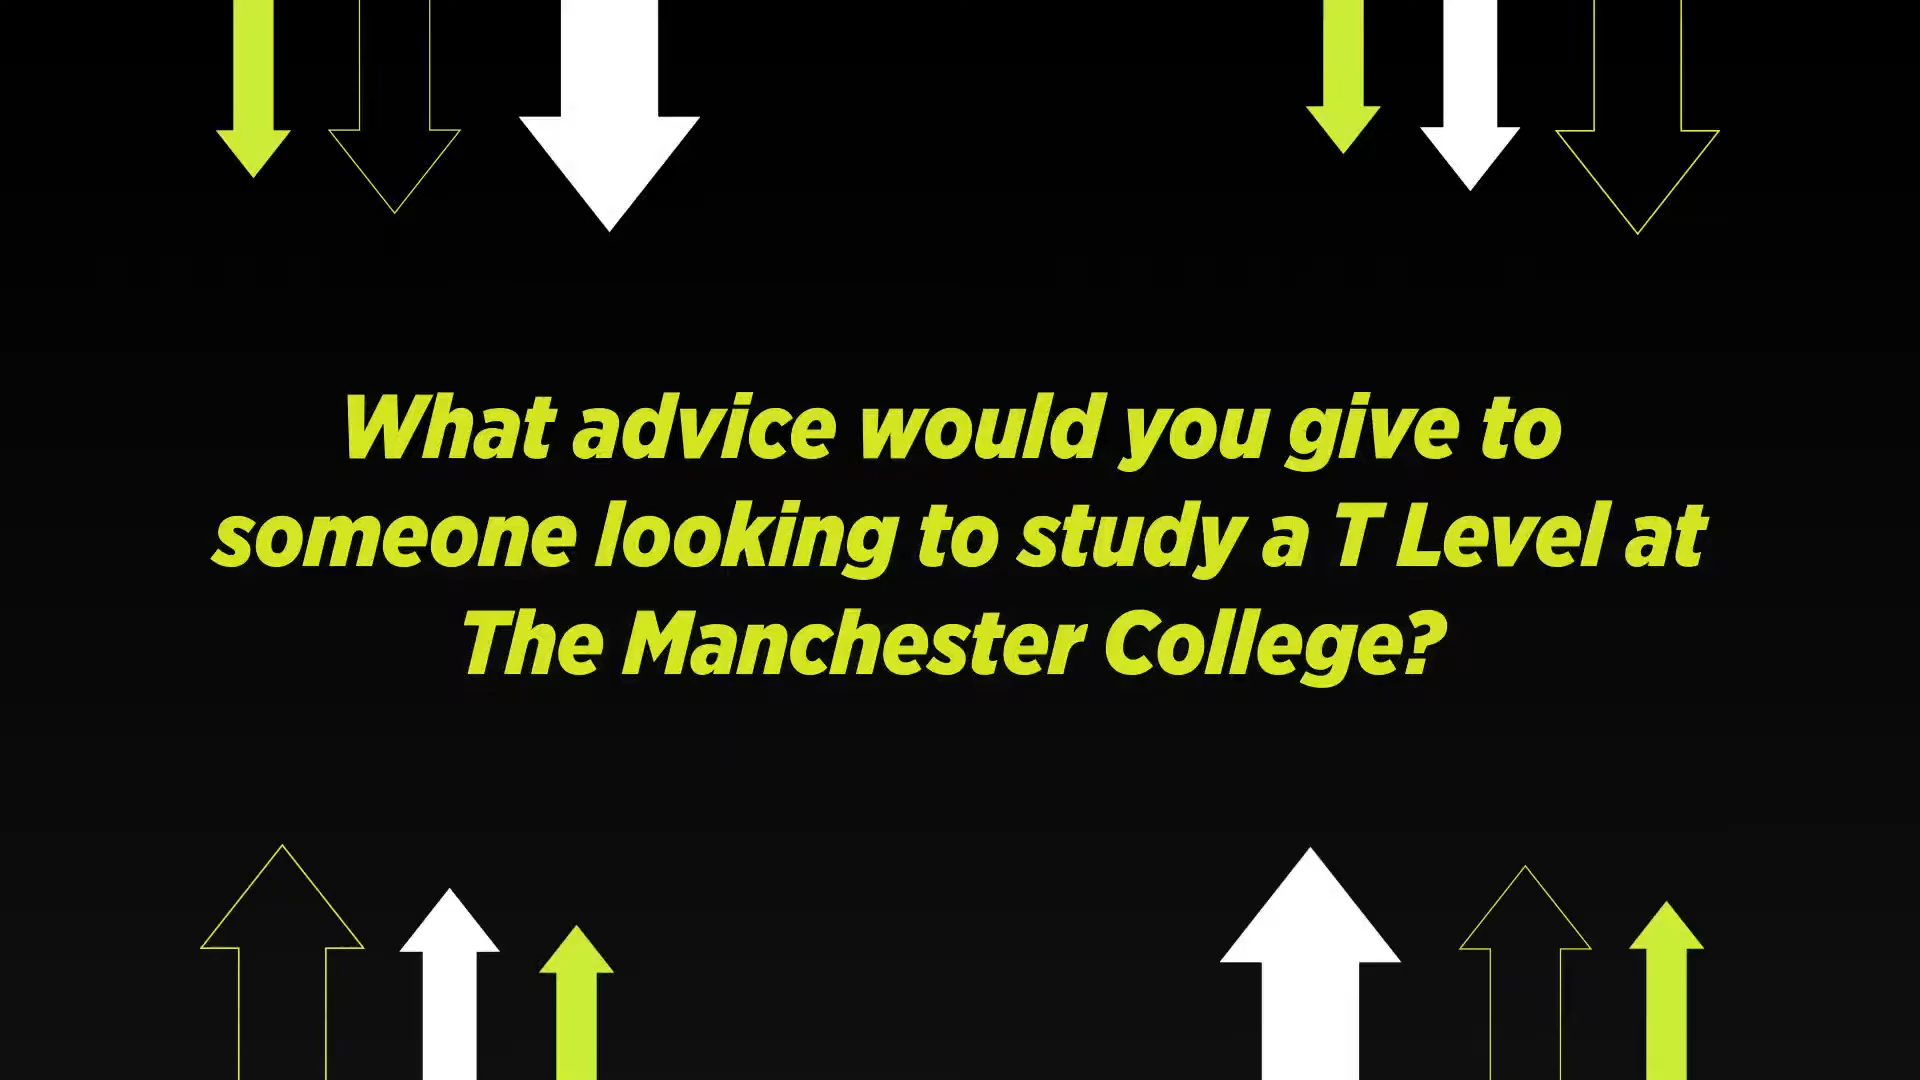 What advice would you give to
someone looking to study a T Level at
The Manchester College?